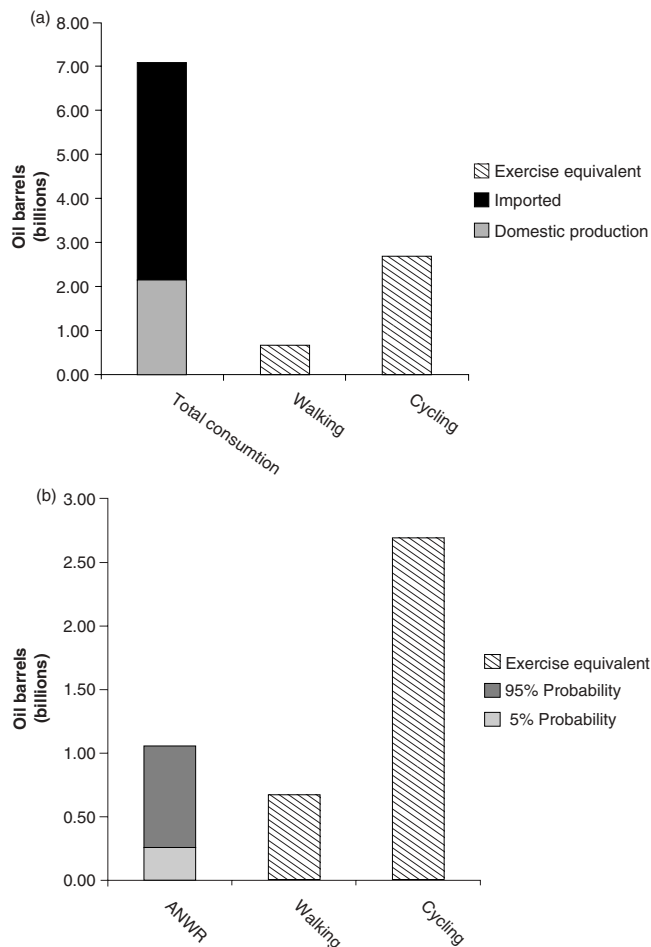 (a)
8.00
7.00
6.00
5.00
4.00
3.00
2.00
1.00
0.00
Oil barrels
(billions)
Exercise equivalent
Imported
Domestic production
Total consumtion
Walking
Cycling
(b)
3.00
2.50
2.00
1.50
1.00
0.50
0.00
Oil barrels
(billions)
Exercise equivalent
95% Probability
5% Probability
ANWR
Walking
Cycling